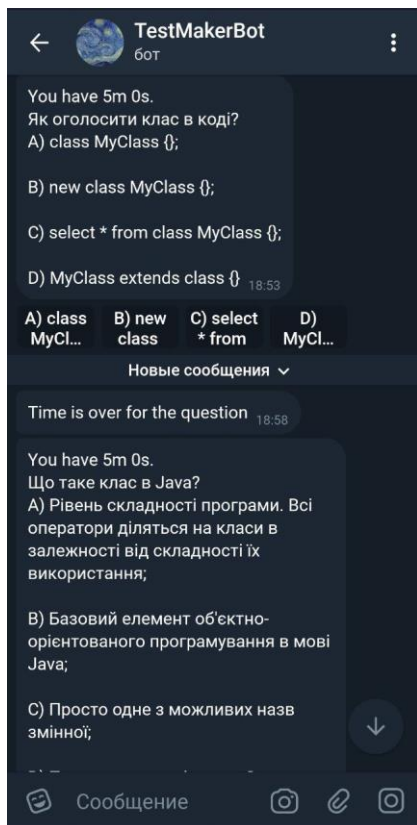 TestMakerBot
бот
You have 5m 0s.
Як оголосити клас в коді?
A) class MyClass {};
B) new class MyClass {};
C) select * from class MyClass {};
D) MyClass extends class {} 18:53
A) class MyCl...
B) new class
C) select * from
D) MyCl...
Новые сообщения
Time is over for the question 18:58
You have 5m 0s.
Що таке клас в Java?
А) Рівень складності програми. Всі
оператори діляться на класи в
залежності від складності їх
використання;
В) Базовий елемент об'єктно-
орієнтованого програмування в мові
Java;
С) Просто одне з можливих назв
змінної;
Сообщение